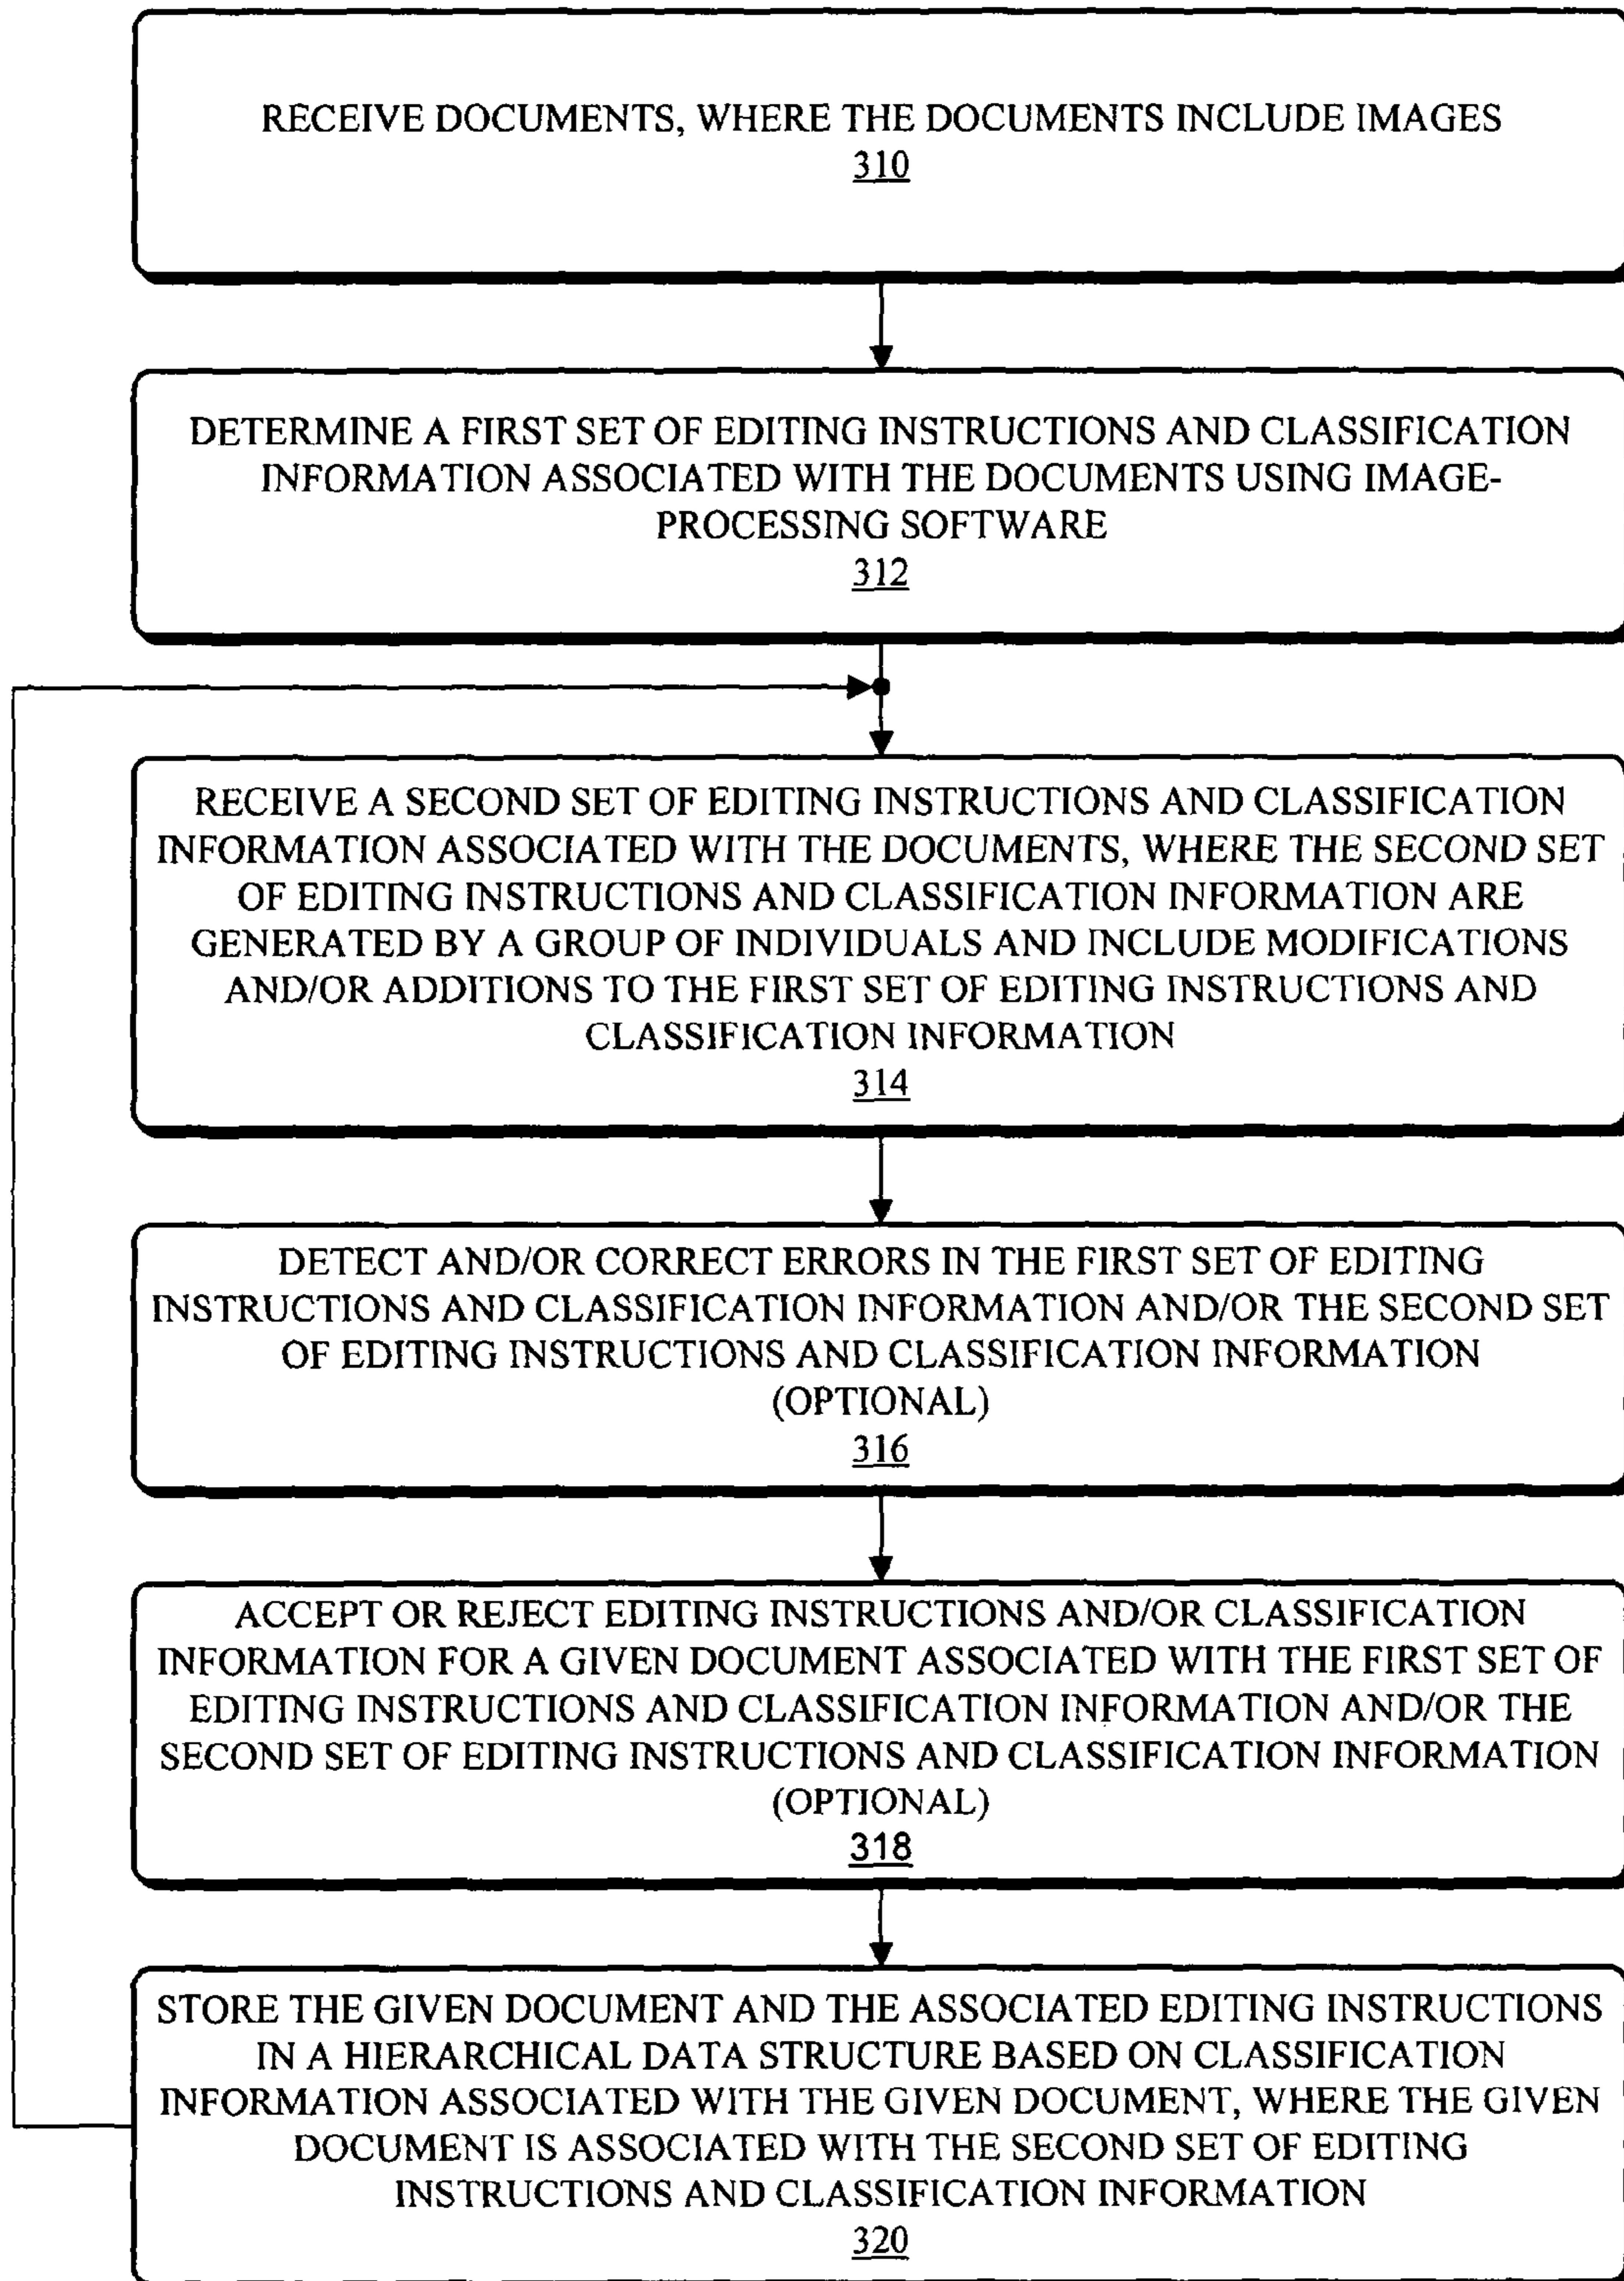 RECEIVE DOCUMENTS, WHERE THE DOCUMENTS INCLUDE IMAGES
310
DETERMINE A FIRST SET OF EDITING INSTRUCTIONS AND CLASSIFICATION
INFORMATION ASSOCIATED WITH THE DOCUMENTS USING IMAGE-
PROCESSING SOFTWARE
312
RECEIVE A SECOND SET OF EDITING INSTRUCTIONS AND CLASSIFICATION
INFORMATION ASSOCIATED WITH THE DOCUMENTS, WHERE THE SECOND SET
OF EDITING INSTRUCTIONS AND CLASSIFICATION INFORMATION ARE
GENERATED BY A GROUP OF INDIVIDUALS AND INCLUDE MODIFICATIONS
AND/OR ADDITIONS TO THE FIRST SET OF EDITING INSTRUCTIONS AND
CLASSIFICATION INFORMATION
314
DETECT AND/OR CORRECT ERRORS IN THE FIRST SET OF EDITING
INSTRUCTIONS AND CLASSIFICATION INFORMATION AND/OR THE SECOND SET
OF EDITING INSTRUCTIONS AND CLASSIFICATION INFORMATION
(OPTIONAL)
316
ACCEPT OR REJECT EDITING INSTRUCTIONS AND/OR CLASSIFICATION
INFORMATION FOR A GIVEN DOCUMENT ASSOCIATED WITH THE FIRST SET OF
EDITING INSTRUCTIONS AND CLASSIFICATION INFORMATION AND/OR THE
SECOND SET OF EDITING INSTRUCTIONS AND CLASSIFICATION INFORMATION
(OPTIONAL)
318
STORE THE GIVEN DOCUMENT AND THE ASSOCIATED EDITING INSTRUCTIONS
IN A HIERARCHICAL DATA STRUCTURE BASED ON CLASSIFICATION
INFORMATION ASSOCIATED WITH THE GIVEN DOCUMENT, WHERE THE GIVEN
DOCUMENT IS ASSOCIATED WITH THE SECOND SET OF EDITING
INSTRUCTIONS AND CLASSIFICATION INFORMATION
320